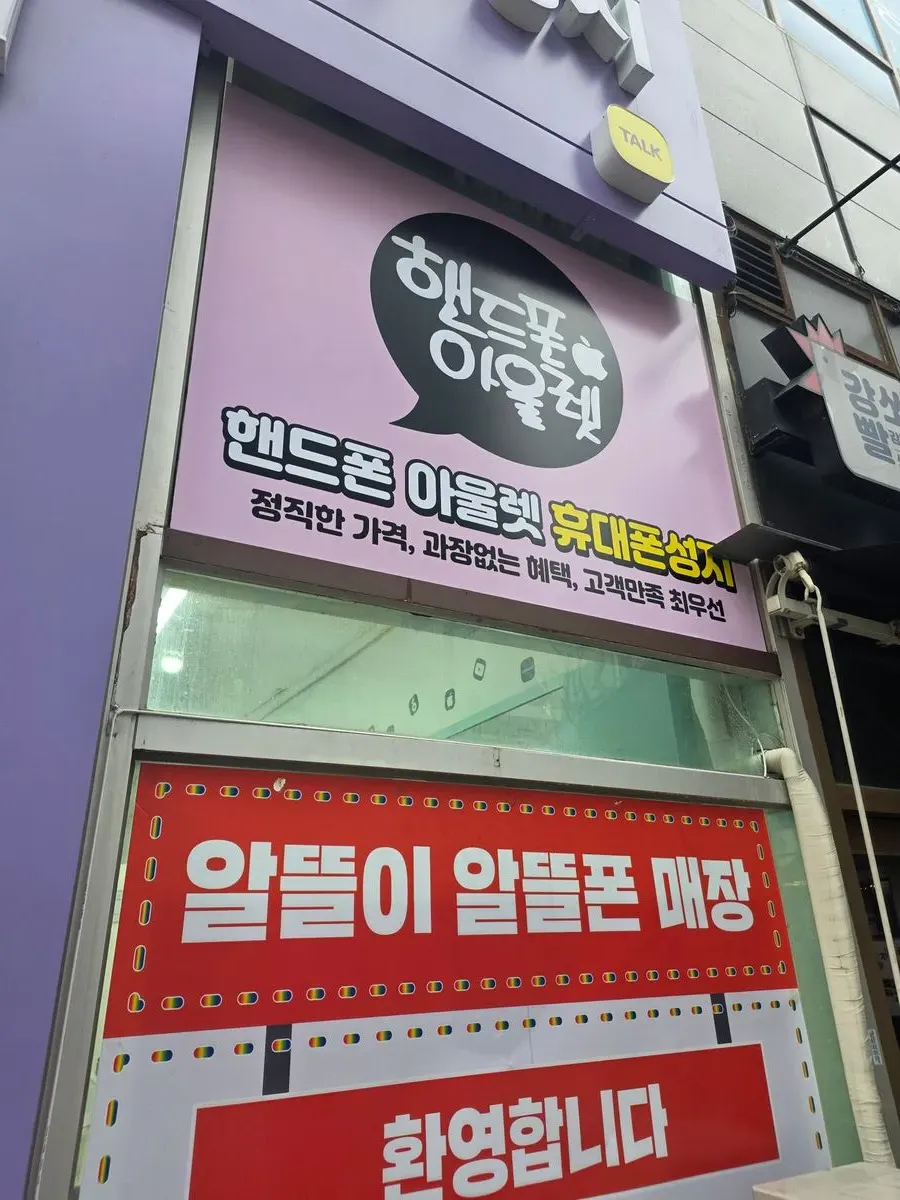 TALK
핸드폰
아울렛
핸드폰 아울렛 휴대폰성지
정직한 가격, 과장없는 혜택, 고객만족 최우선
알뜰이 알뜰폰 매장
환영합니다